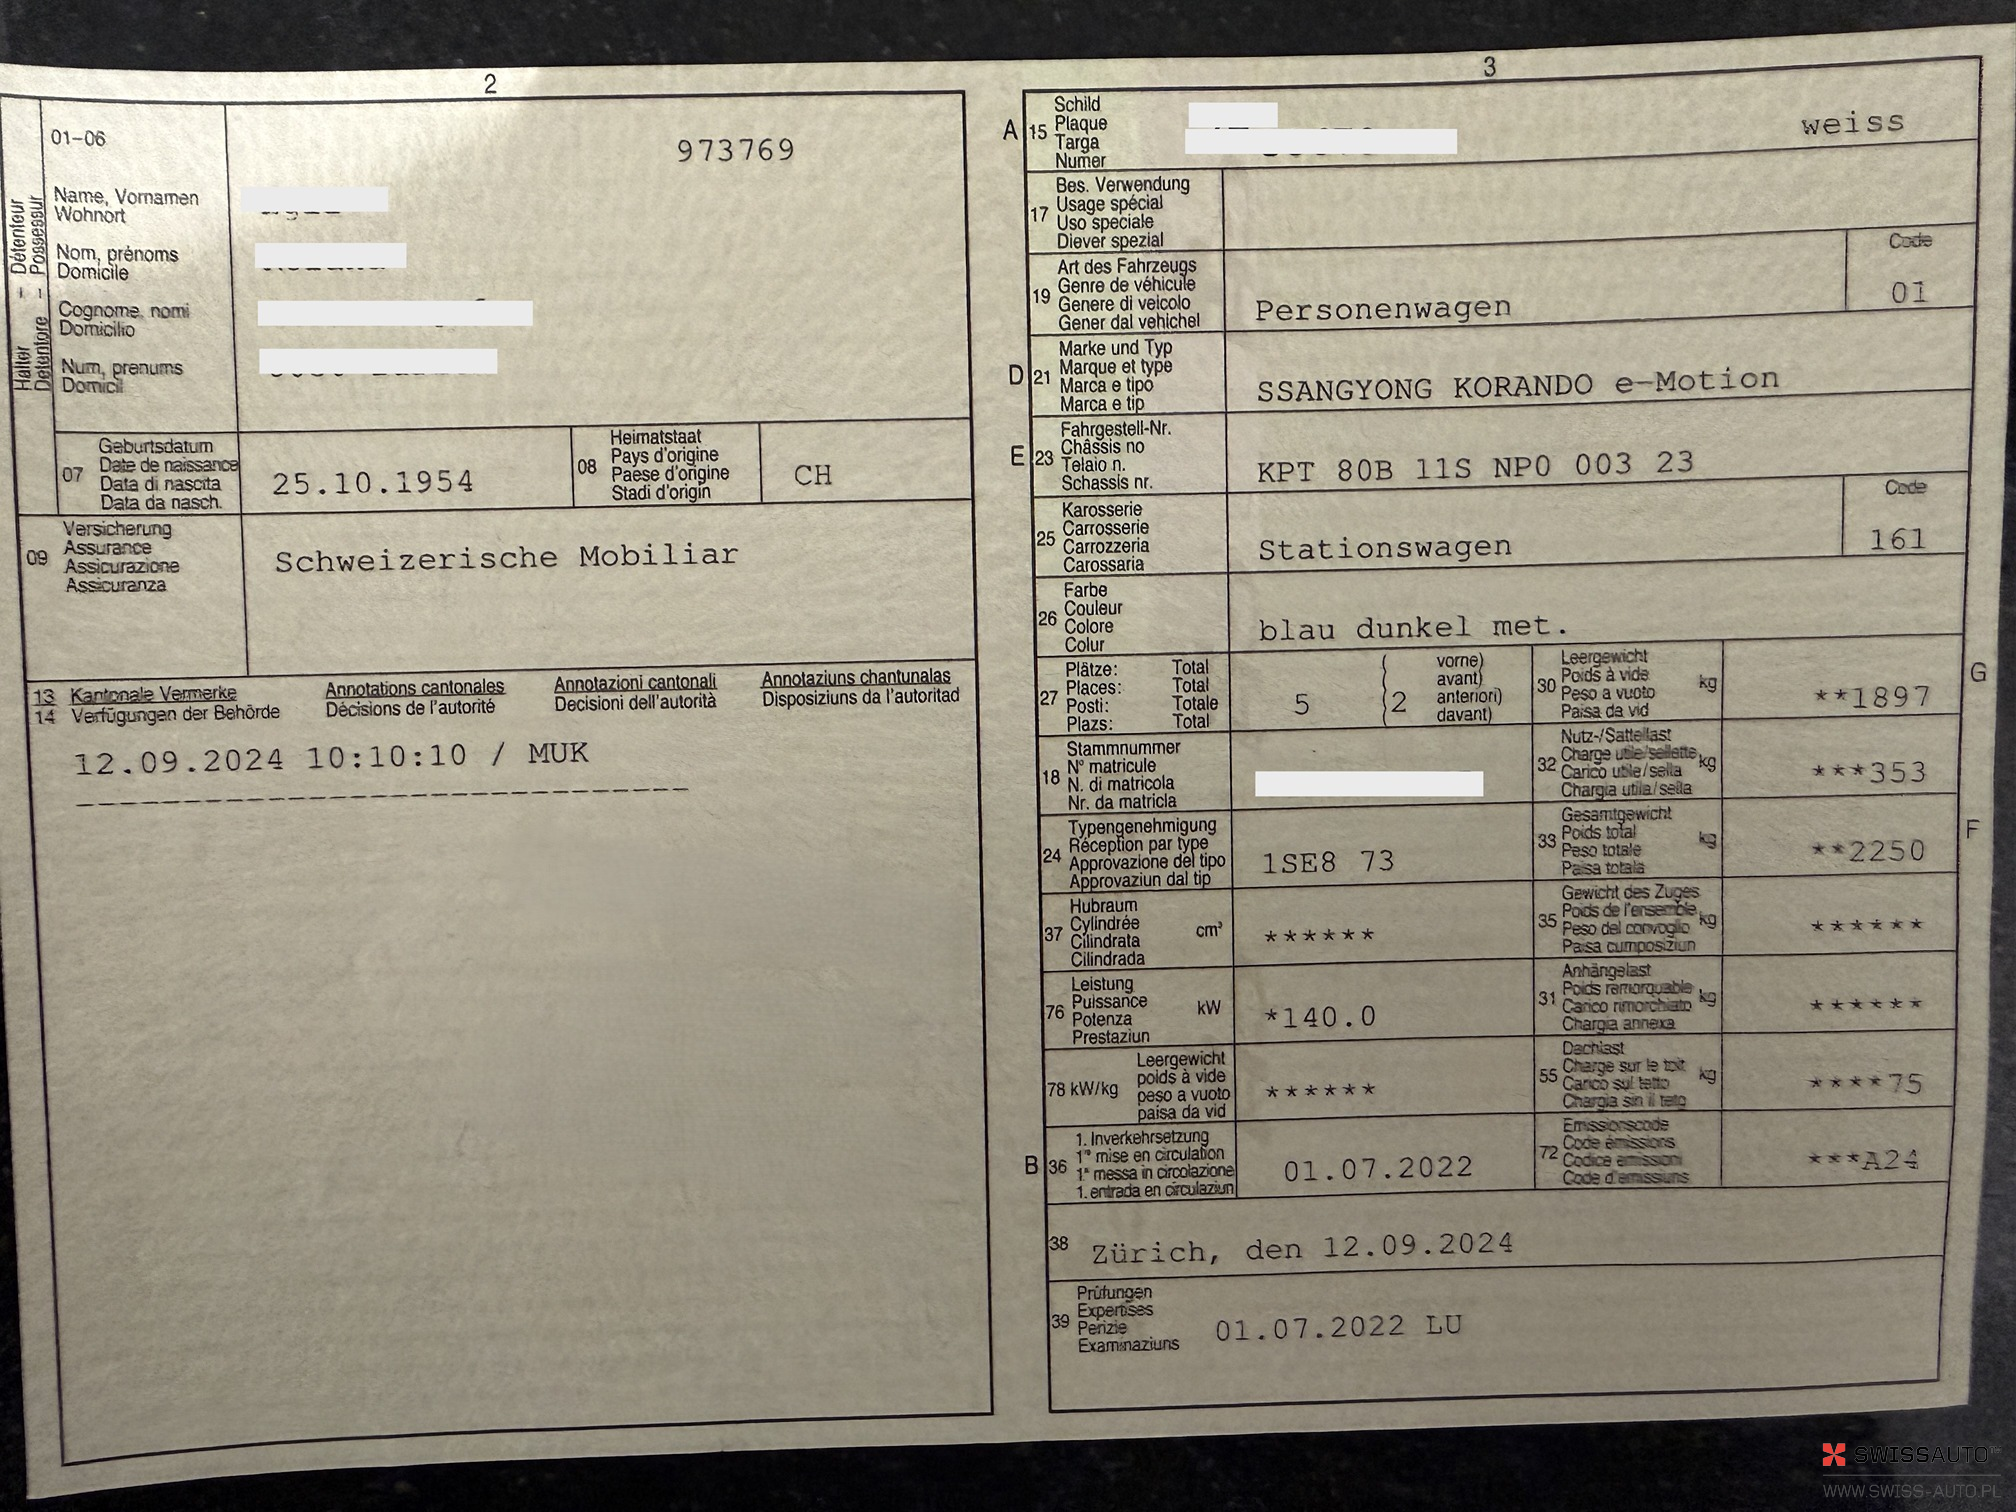 2
01-06
973769
Halter - Détenteur
Detentore - Possessur
Name, Vornamen
Wohnort
Nom, prénoms
Domicile
Cognome, nomi
Domicilio
Num, prenums
Domicil
07
Geburtsdatum
Date de naissance
Data di nascita
Data da nasch.
25.10.1954
08
Heimatstaat
Pays d'origine
Paese d'origine
Stadi d'origin
CH
09
Versicherung
Assurance
Assicurazione
Assicuranza
Schweizerische Mobiliar
13 Kantonale Vermerke Annotations cantonales Annotazioni cantonali Annotaziuns chantunalas
14 Verfügungen der Behörde Décisions de l'autorité Decisioni dell'autorità Disposiziuns da l'autoritad
12.09.2024 10:10:10 / MUK
--------------------------------
3
A 15
Schild
Plaque
Targa
Numer
weiss
17
Bes. Verwendung
Usage spécial
Uso speciale
Diever spezial
19
Art des Fahrzeugs
Genre de véhicule
Genere di veicolo
Gener dal vehichel
Personenwagen
Code
01
D 21
Marke und Typ
Marque et type
Marca e tipo
Marca e tip
SSANGYONG KORANDO e-Motion
E 23
Fahrgestell-Nr.
Châssis no
Telaio n.
Schassis nr.
KPT 80B 11S NP0 003 23
25
Karosserie
Carrosserie
Carrozzeria
Carossaria
Stationswagen
Code
161
26
Farbe
Couleur
Colore
Colur
blau dunkel met.
27
Plätze: Total
Places: Total
Posti: Totale
Plazs: Total
5
2
vorne)
avant)
anteriori)
davant)
30
Leergewicht
Poids à vide
Peso a vuoto
Paisa da vid
kg
**1897
G
18
Stammnummer
N° matricule
N. di matricola
Nr. da matricla
32
Nutz-/Sattellast
Charge utile/sellette
Carico utile/sella
Chargia utila/sella
kg
***353
24
Typengenehmigung
Réception par type
Approvazione del tipo
Approvaziun dal tip
1SE8 73
33
Gesamtgewicht
Poids total
Peso totale
Paisa totala
kg
**2250
F
37
Hubraum
Cylindrée
Cilindrata
Cilindrada
cm³
******
35
Gewicht des Zuges
Poids de l'ensemble
Peso del convoglio
Paisa cumposiziun
kg
******
76
Leistung
Puissance
Potenza
Prestaziun
kW
*140.0
31
Anhängelast
Poids remorquable
Carico rimorchiato
Chargia annexa
kg
******
78 kW/kg
Leergewicht
poids à vide
peso a vuoto
paisa da vid
******
55
Dachlast
Charge sur le toit
Carico sul tetto
Chargia sin il tetg
kg
****75
B 36
1. Inverkehrsetzung
1e mise en circulation
1a messa in circolazione
1. entrada en circulaziun
01.07.2022
72
Emissionscode
Code émissions
Codice emissioni
Code d'emissiuns
***A24
38
Zürich, den 12.09.2024
39
Prüfungen
Expertises
Perizie
Examinaziuns
01.07.2022 LU
SWISSAUTO
WWW.SWISS-AUTO.PL